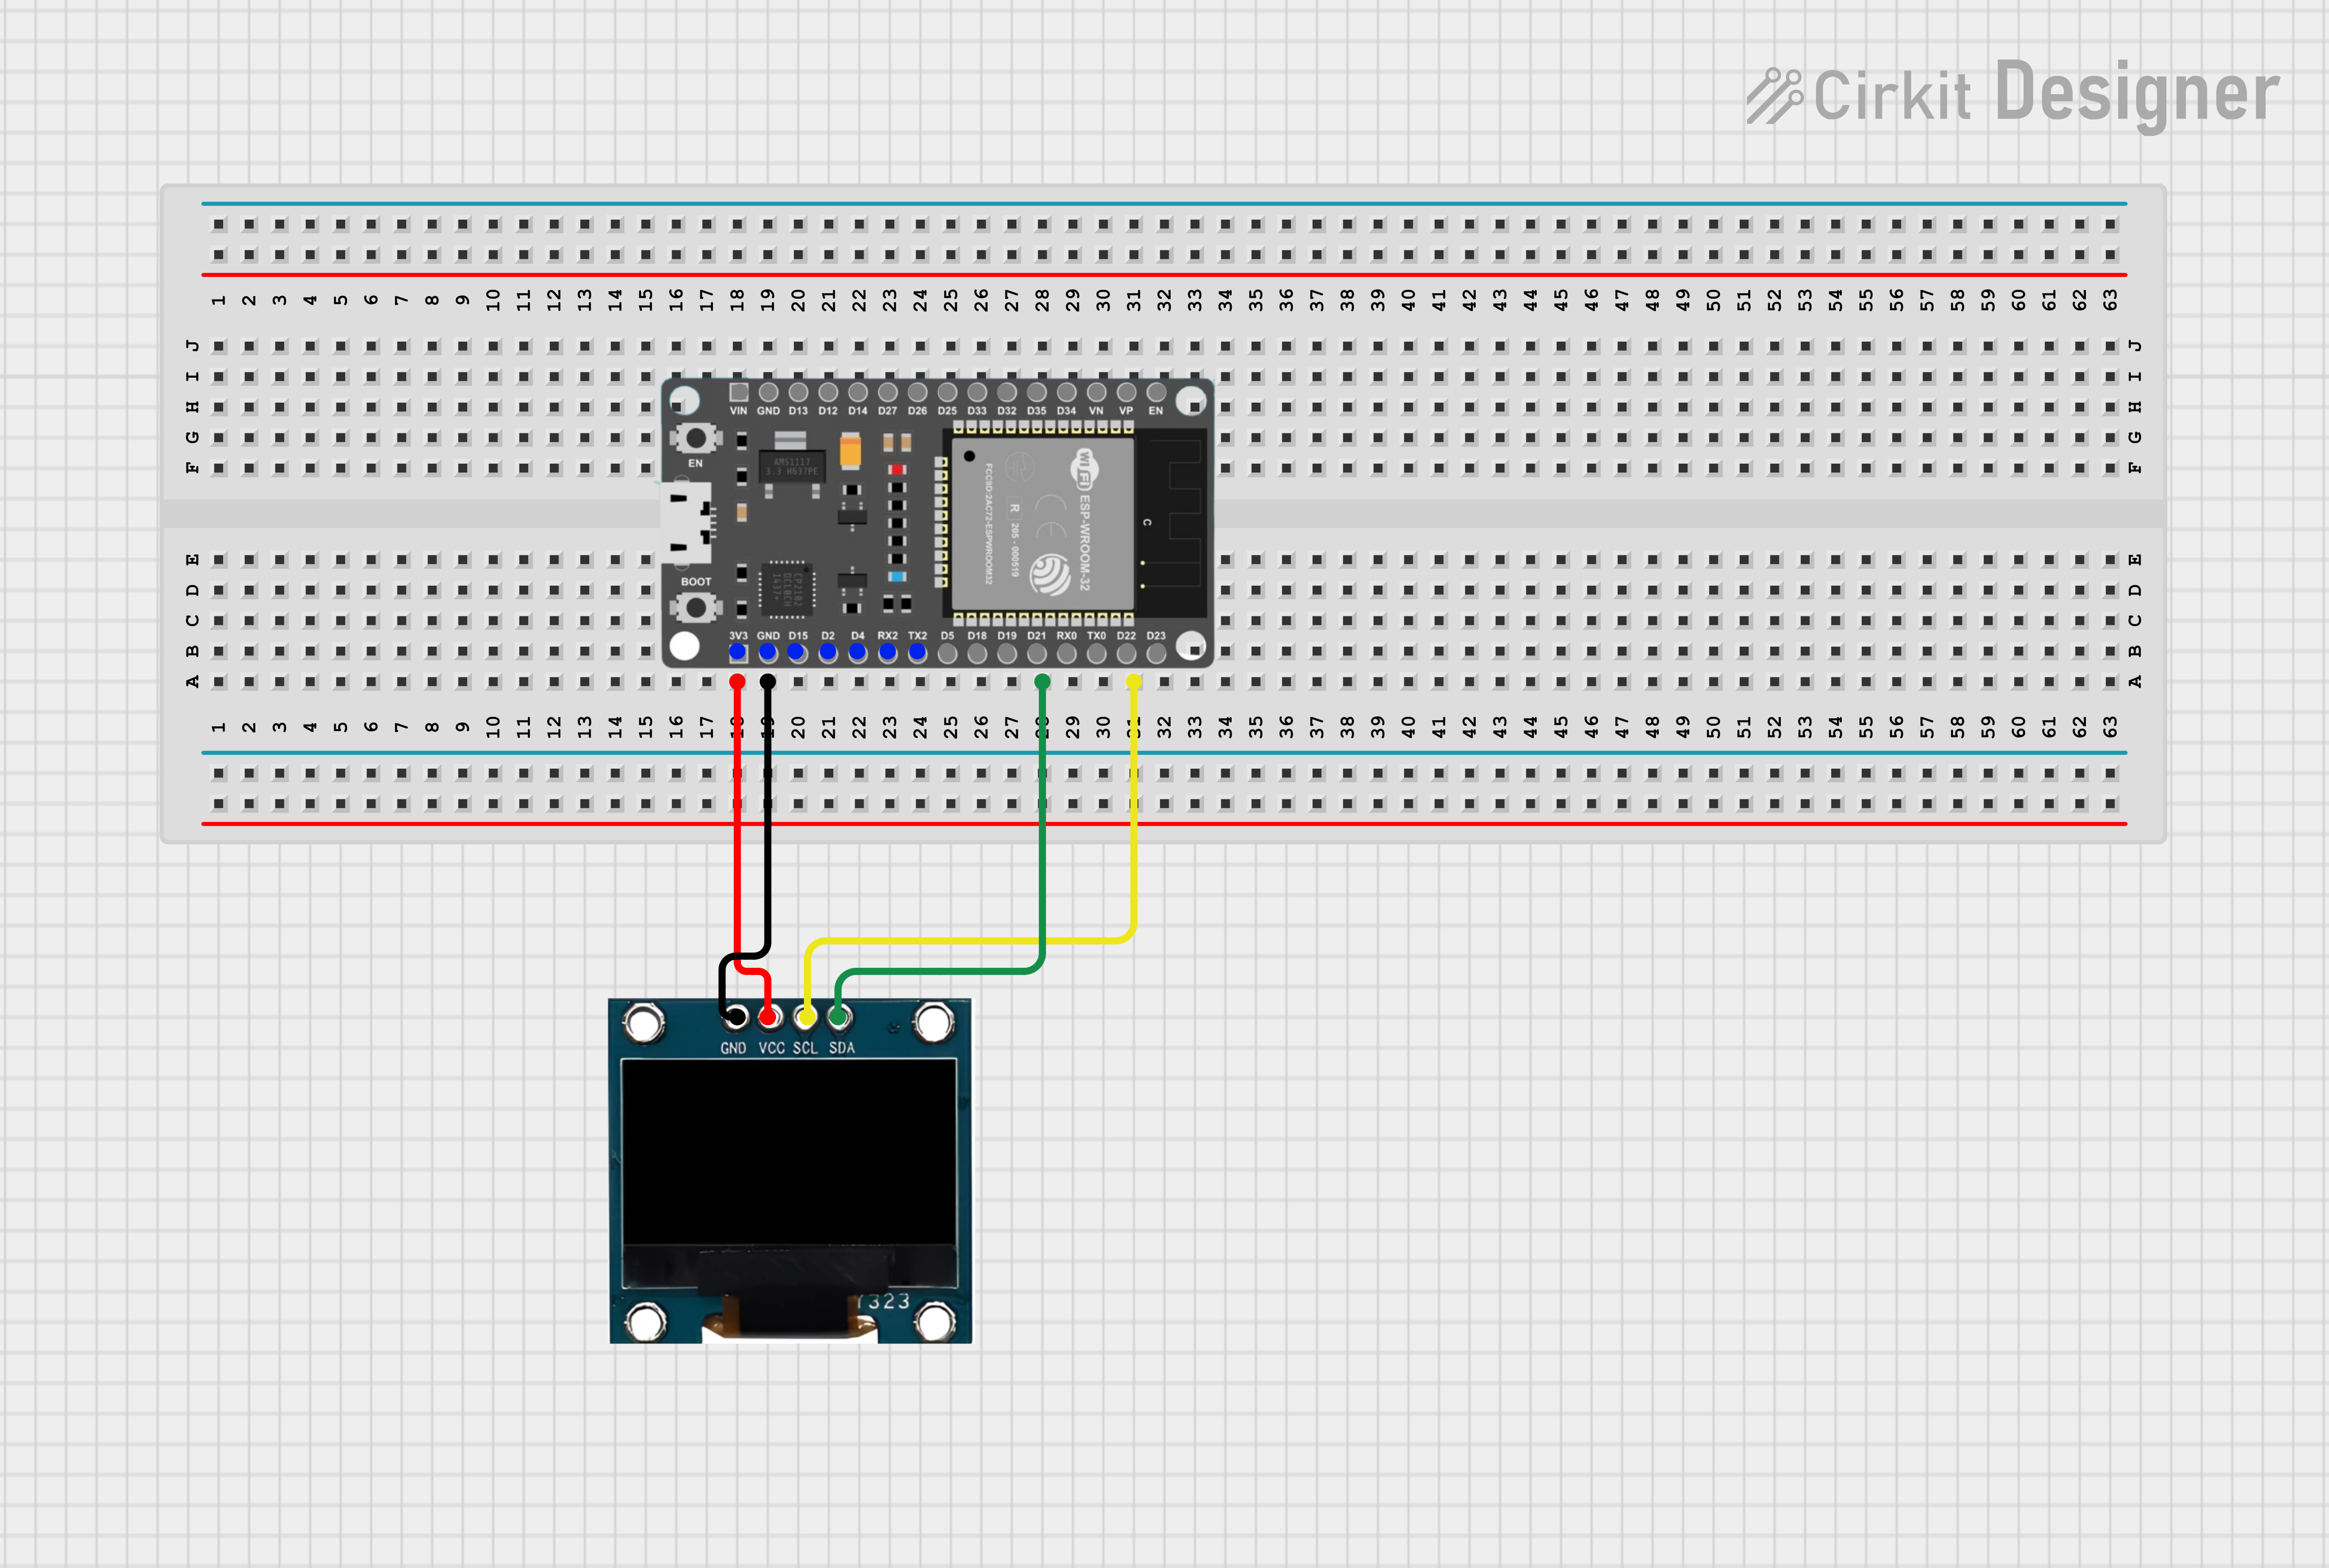 Cirkit Designer
1 2 3 4 5 6 7 8 9 10 11 12 13 14 15 16 17 18 19 20 21 22 23 24 25 26 27 28 29 30 31 32 33 34 35 36 37 38 39 40 41 42 43 44 45 46 47 48 49 50 51 52 53 54 55 56 57 58 59 60 61 62 63
J J
I I
H H
G G
F F
E E
D D
C C
B B
A A
VIN GND D13 D12 D14 D27 D26 D25 D33 D32 D35 D34 VN VP EN
EN
AMS1117
3.3 H637PE
FCC9D:2AC72-ESPWROOM32
R 205-000519
CE
WiFi ESP-WROOM-32
C
BOOT
CP2102
DCL0CH
1437+
3V3 GND D15 D2 D4 RX2 TX2 D5 D18 D19 D21 RX0 TX0 D22 D23
1 2 3 4 5 6 7 8 9 10 11 12 13 14 15 16 17 18 19 20 21 22 23 24 25 26 27 28 29 30 31 32 33 34 35 36 37 38 39 40 41 42 43 44 45 46 47 48 49 50 51 52 53 54 55 56 57 58 59 60 61 62 63
GND VCC SCL SDA
323